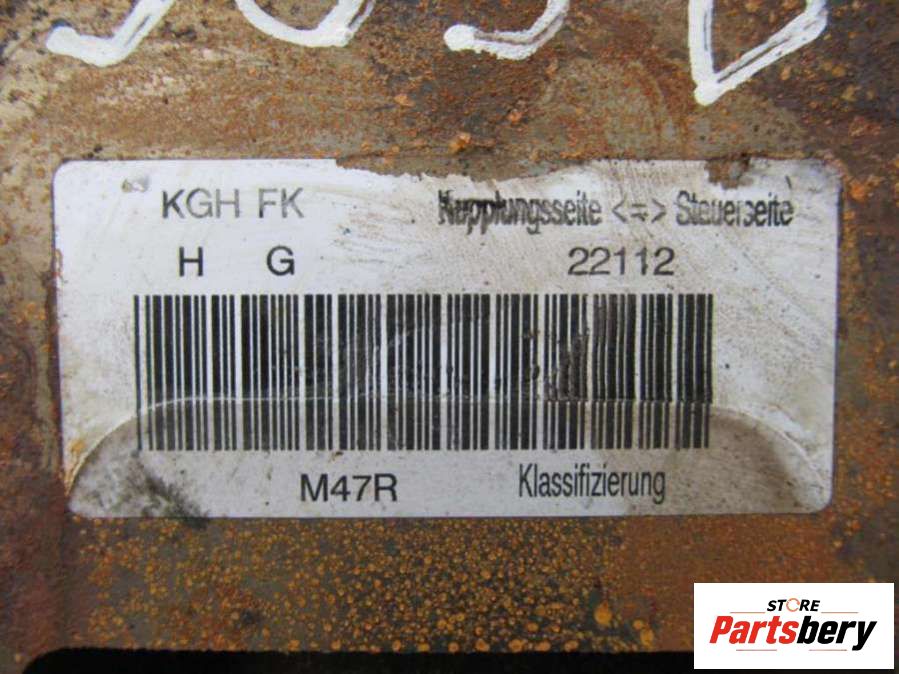 KGH FK Kupplungsseite <=> Steuerseite
H G 22112
M47R Klassifizierung
STORE
Partsbery